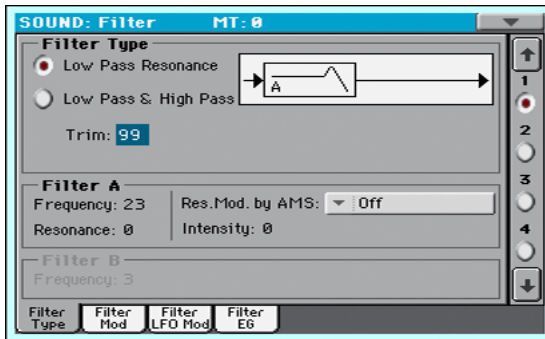 SOUND: Filter MT: 0
Filter Type
Low Pass Resonance
A
Low Pass & High Pass
Trim: 99
1
2
3
4
Filter A
Frequency: 23
Res.Mod. by AMS: Off
Resonance: 0
Intensity: 0
Filter B
Frequency: 3
Filter Type
Filter Mod
Filter LFO Mod
Filter EG